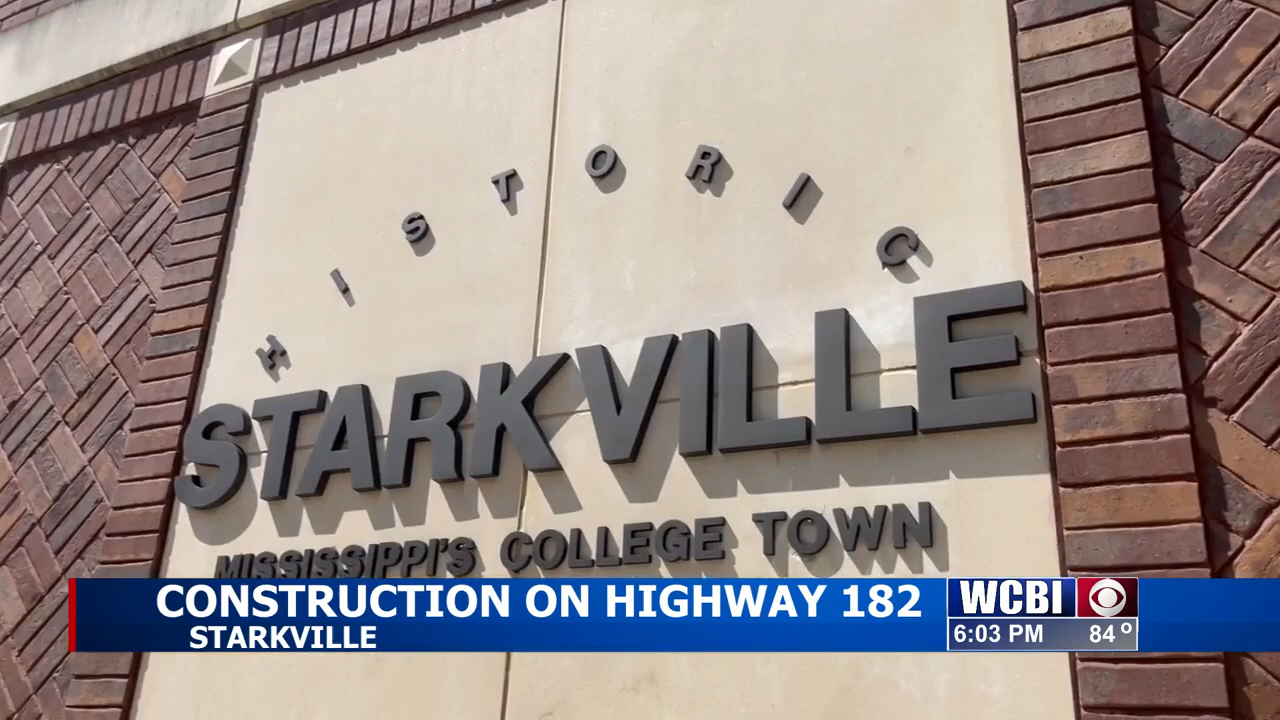 HISTORIC
STARKVILLE
MISSISSIPPI'S COLLEGE TOWN
CONSTRUCTION ON HIGHWAY 182
STARKVILLE
WCBI
6:03 PM 84°